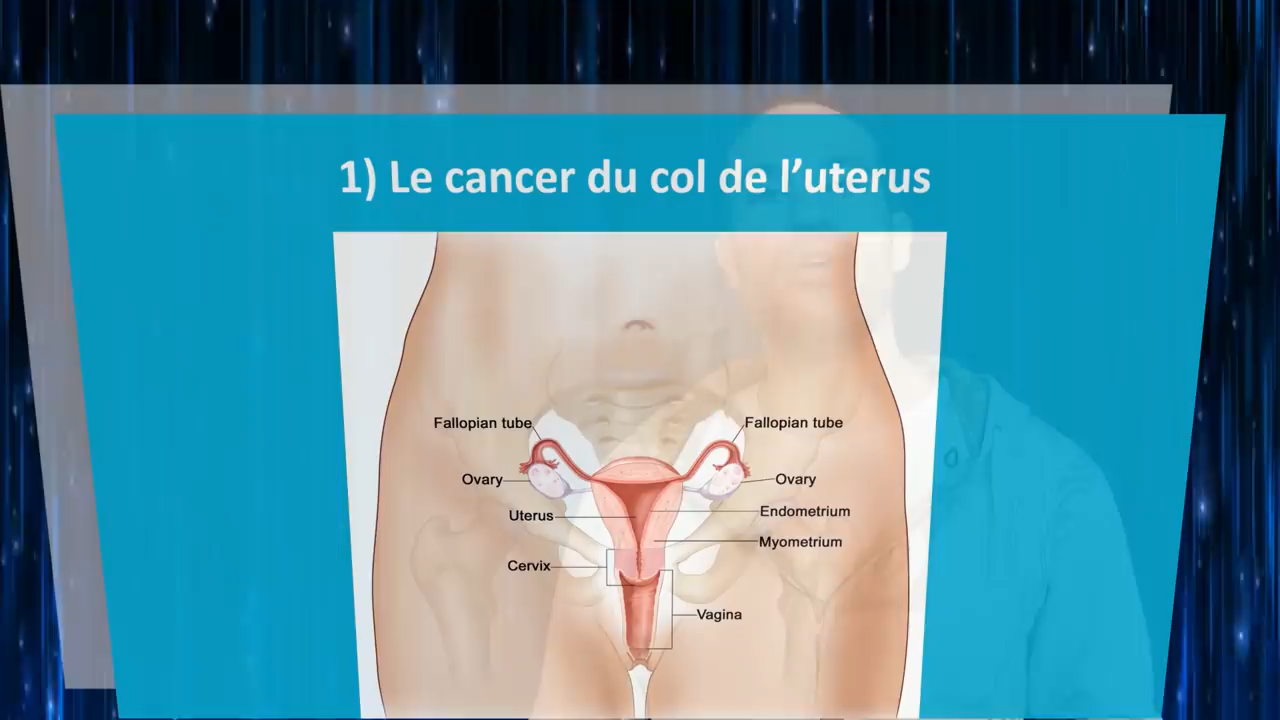 1) Le cancer du col de l’uterus
Fallopian tube
Fallopian tube
Ovary
Ovary
Uterus
Endometrium
Myometrium
Cervix
Vagina